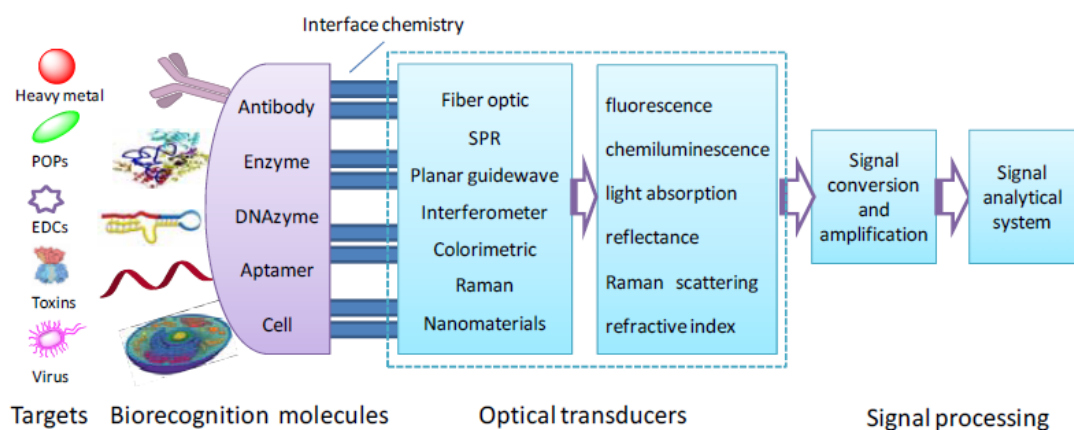 Interface chemistry
Heavy metal
POPs
EDCs
Toxins
Virus
Antibody
Enzyme
DNAzyme
Aptamer
Cell
Fiber optic
SPR
Planar guidewave
Interferometer
Colorimetric
Raman
Nanomaterials
fluorescence
chemiluminescence
light absorption
reflectance
Raman scattering
refractive index
Signal
conversion
and
amplification
Signal
analytical
system
Targets
Biorecognition molecules
Optical transducers
Signal processing